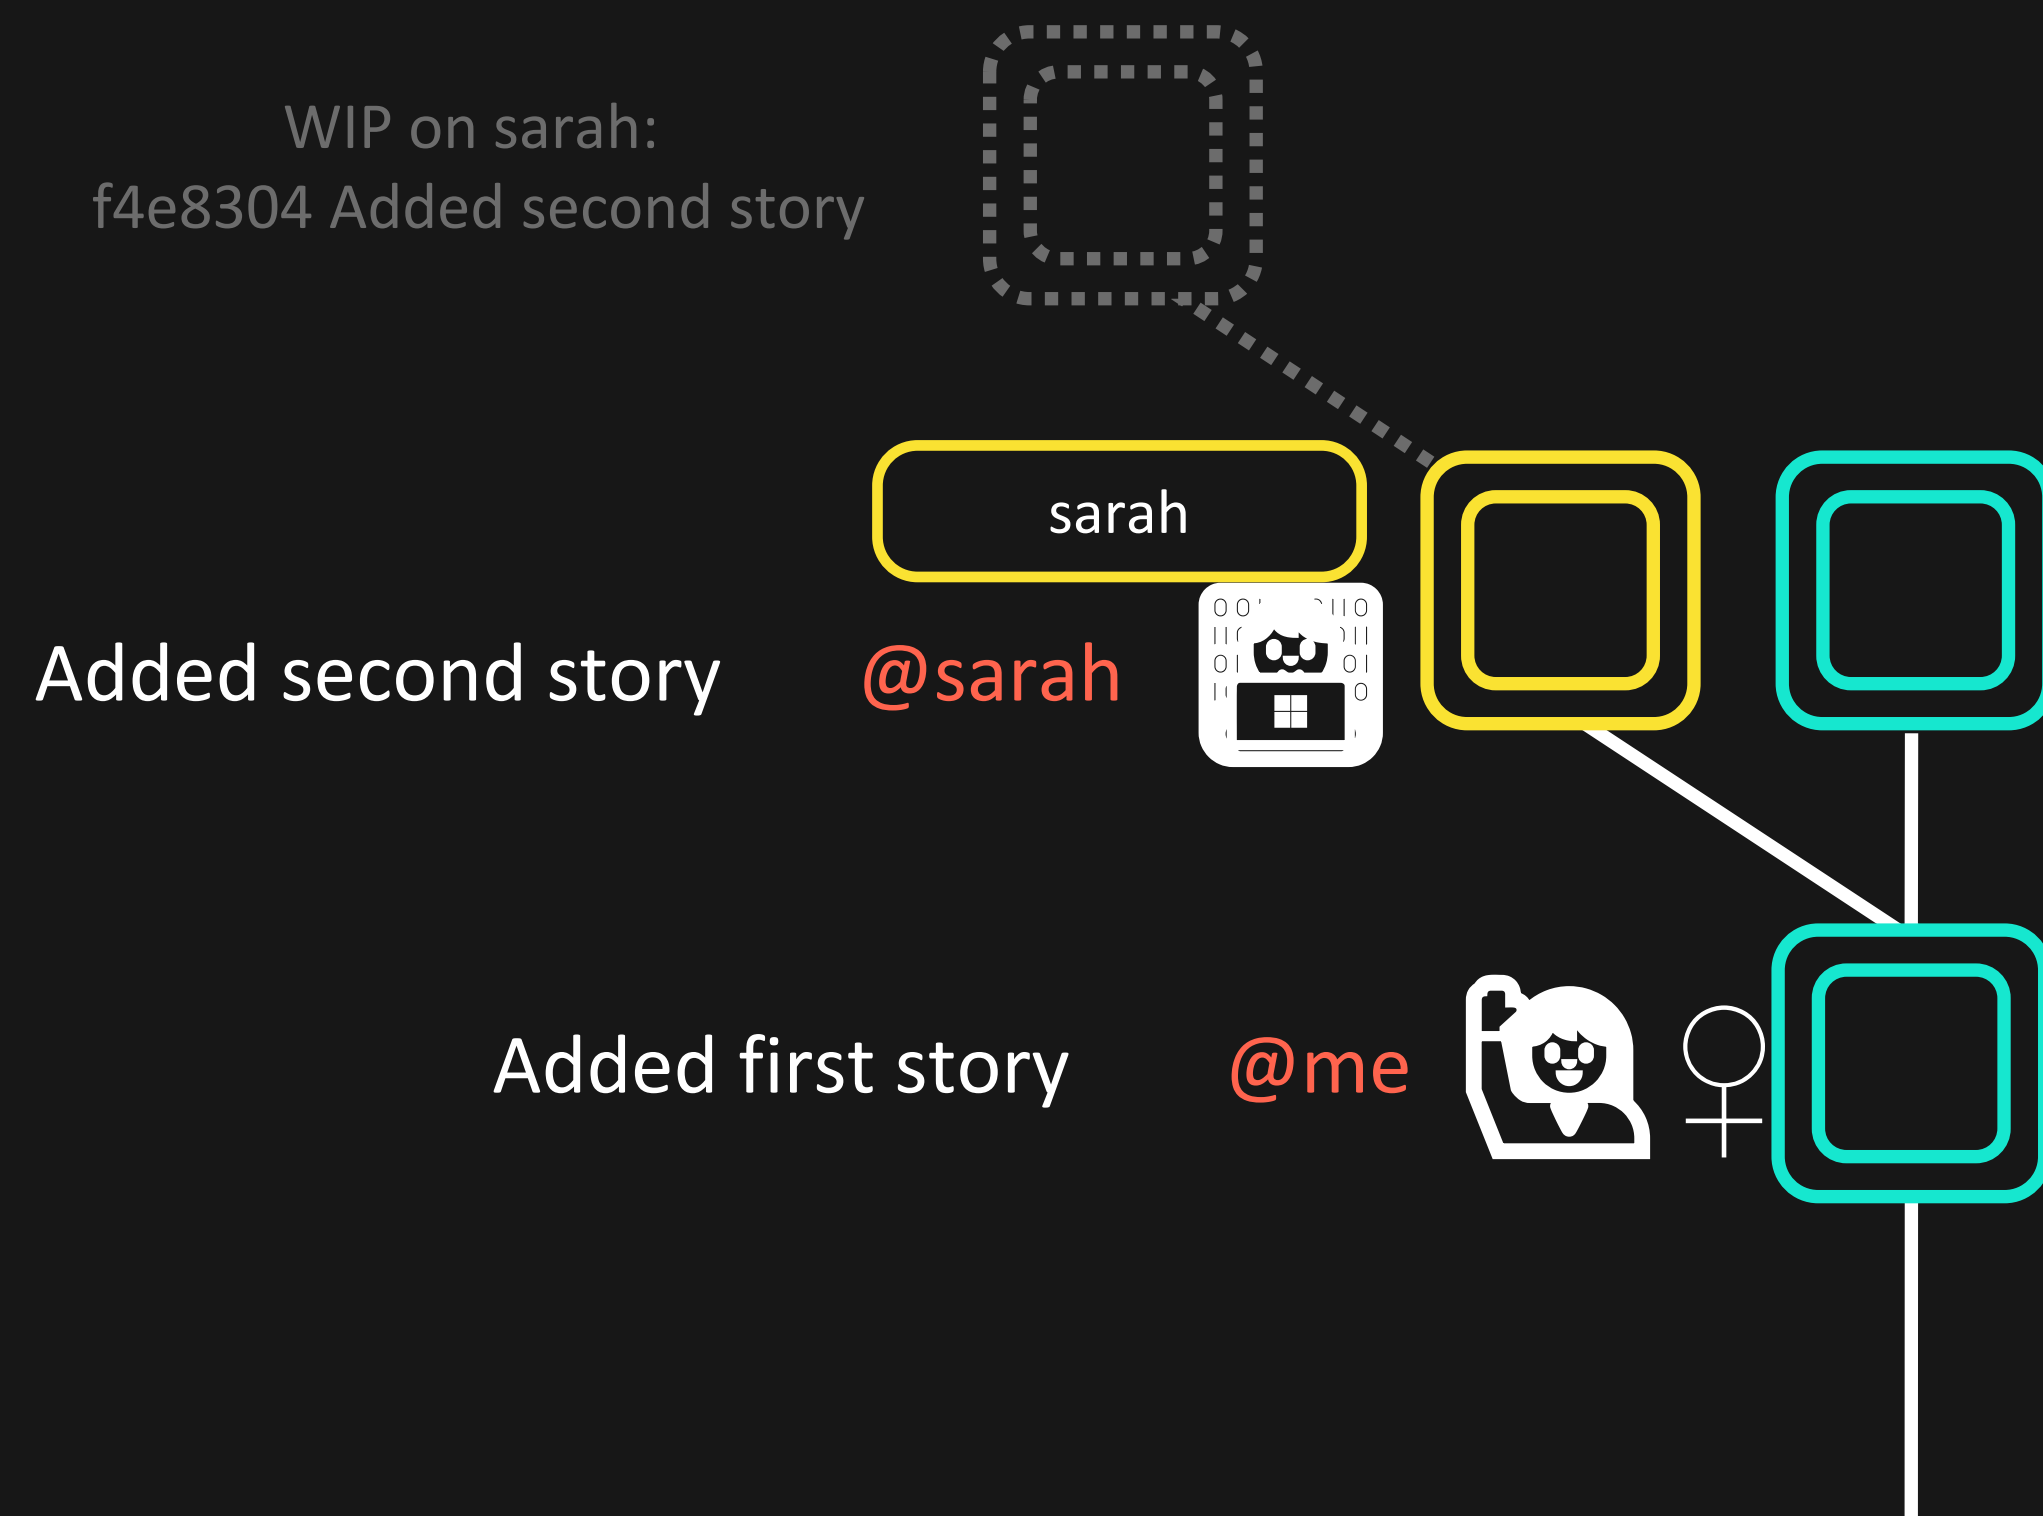 WIP on sarah:
f4e8304 Added second story
sarah
Added second story @sarah
Added first story @me